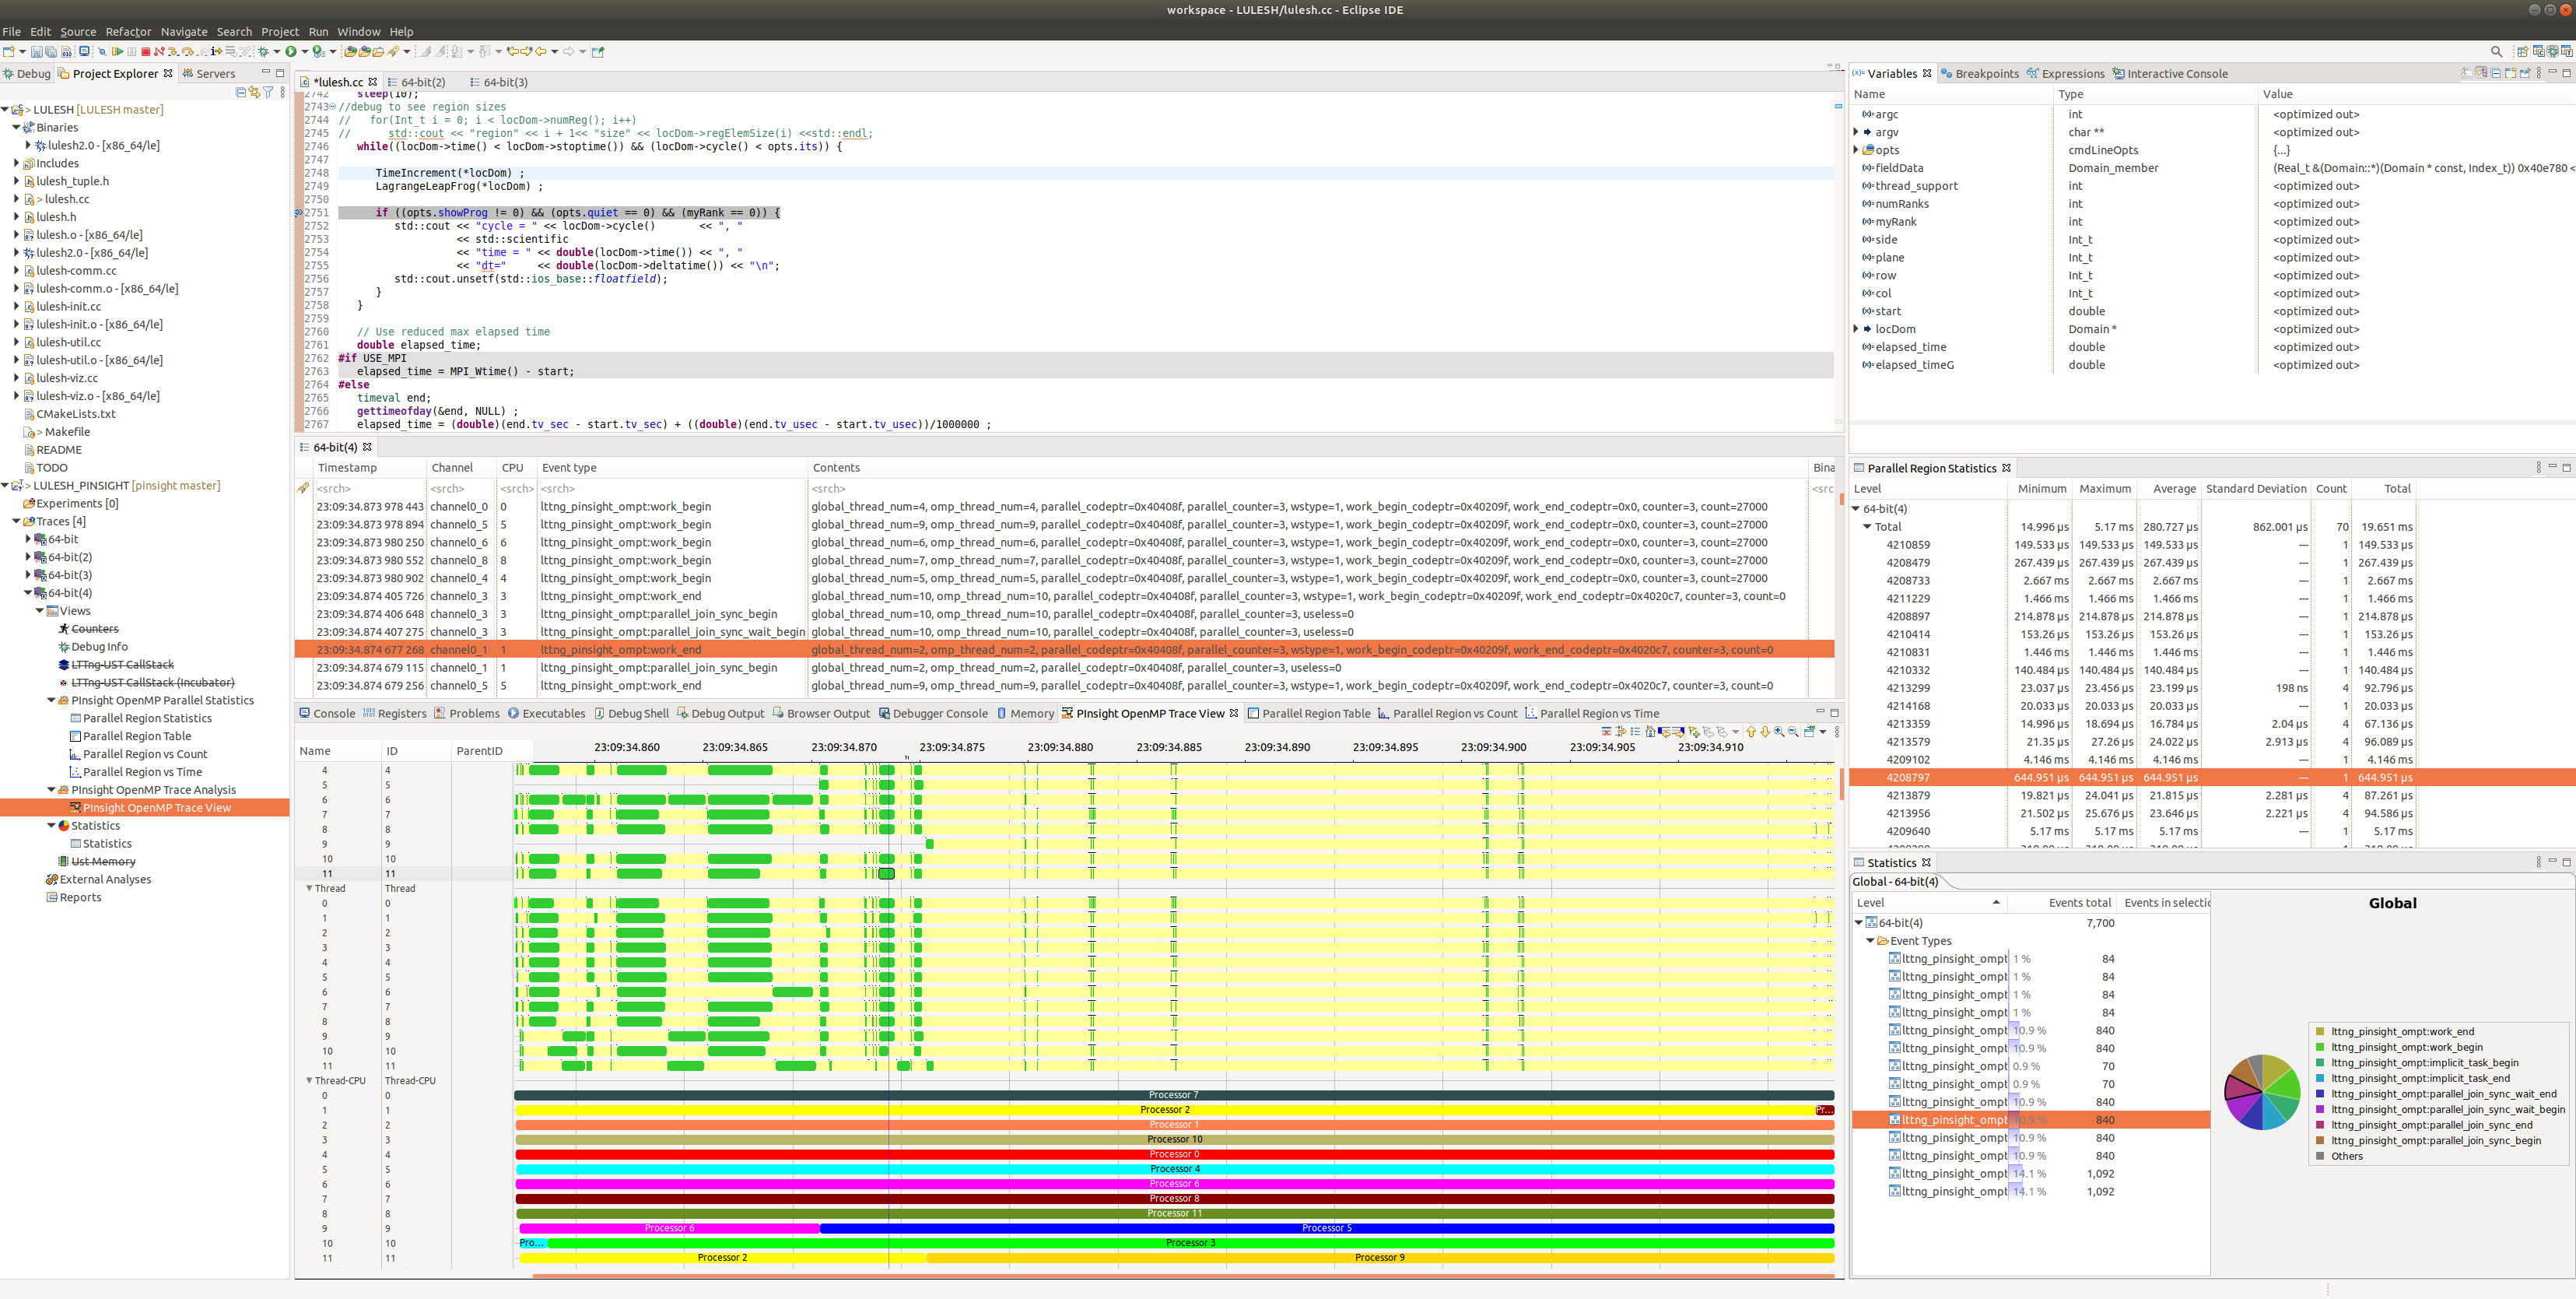 workspace - LULESH/lulesh.cc - Eclipse IDE
File Edit Source Refactor Navigate Search Project Run Window Help
Debug Project Explorer Servers
LULESH [LULESH master]
Binaries
lulesh2.0 - [x86_64/le]
Includes
lulesh_tuple.h
> lulesh.cc
lulesh.h
lulesh.o - [x86_64/le]
lulesh2.0 - [x86_64/le]
lulesh-comm.cc
lulesh-comm.o - [x86_64/le]
lulesh-init.cc
lulesh-init.o - [x86_64/le]
lulesh-util.cc
lulesh-util.o - [x86_64/le]
lulesh-viz.cc
lulesh-viz.o - [x86_64/le]
CMakeLists.txt
> Makefile
README
TODO
> LULESH_PINSIGHT [pinsight master]
Experiments [0]
Traces [4]
64-bit
64-bit(2)
64-bit(3)
64-bit(4)
Views
Counters
Debug Info
LTTng-UST CallStack
LTTng-UST CallStack (Incubator)
PInsight OpenMP Parallel Statistics
Parallel Region Statistics
Parallel Region Table
Parallel Region vs Count
Parallel Region vs Time
PInsight OpenMP Trace Analysis
PInsight OpenMP Trace View
Statistics
Statistics
Ust Memory
External Analyses
Reports
*lulesh.cc 64-bit(2) 64-bit(3)
2742 sleep(10);
2743 //debug to see region sizes
2744 // for(Int_t i = 0; i < locDom->numReg(); i++)
2745 // std::cout << "region" << i + 1<< "size" << locDom->regElemSize(i) <<std::endl;
2746 while((locDom->time() < locDom->stoptime()) && (locDom->cycle() < opts.its)) {
2747
2748 TimeIncrement(*locDom) ;
2749 LagrangeLeapFrog(*locDom) ;
2750
2751 if ((opts.showProg != 0) && (opts.quiet == 0) && (myRank == 0)) {
2752 std::cout << "cycle = " << locDom->cycle() << ", "
2753 << std::scientific
2754 << "time = " << double(locDom->time()) << ", "
2755 << "dt=" << double(locDom->deltatime()) << "\n";
2756 std::cout.unsetf(std::ios_base::floatfield);
2757 }
2758 }
2759
2760 // Use reduced max elapsed time
2761 double elapsed_time;
2762 #if USE_MPI
2763 elapsed_time = MPI_Wtime() - start;
2764 #else
2765 timeval end;
2766 gettimeofday(&end, NULL) ;
2767 elapsed_time = (double)(end.tv_sec - start.tv_sec) + ((double)(end.tv_usec - start.tv_usec))/1000000 ;
64-bit(4)
Timestamp Channel CPU Event type Contents Bina
<srch> <srch> <srch> <srch> <srch> <src
23:09:34.873 978 443 channel0_0 0 lttng_pinsight_ompt:work_begin global_thread_num=4, omp_thread_num=4, parallel_codeptr=0x40408f, parallel_counter=3, wstype=1, work_begin_codeptr=0x40209f, work_end_codeptr=0x0, counter=3, count=27000
23:09:34.873 978 894 channel0_5 5 lttng_pinsight_ompt:work_begin global_thread_num=9, omp_thread_num=9, parallel_codeptr=0x40408f, parallel_counter=3, wstype=1, work_begin_codeptr=0x40209f, work_end_codeptr=0x0, counter=3, count=27000
23:09:34.873 980 250 channel0_6 6 lttng_pinsight_ompt:work_begin global_thread_num=6, omp_thread_num=6, parallel_codeptr=0x40408f, parallel_counter=3, wstype=1, work_begin_codeptr=0x40209f, work_end_codeptr=0x0, counter=3, count=27000
23:09:34.873 980 552 channel0_8 8 lttng_pinsight_ompt:work_begin global_thread_num=7, omp_thread_num=7, parallel_codeptr=0x40408f, parallel_counter=3, wstype=1, work_begin_codeptr=0x40209f, work_end_codeptr=0x0, counter=3, count=27000
23:09:34.873 980 902 channel0_4 4 lttng_pinsight_ompt:work_begin global_thread_num=5, omp_thread_num=5, parallel_codeptr=0x40408f, parallel_counter=3, wstype=1, work_begin_codeptr=0x40209f, work_end_codeptr=0x0, counter=3, count=27000
23:09:34.874 405 726 channel0_3 3 lttng_pinsight_ompt:work_end global_thread_num=10, omp_thread_num=10, parallel_codeptr=0x40408f, parallel_counter=3, wstype=1, work_begin_codeptr=0x40209f, work_end_codeptr=0x4020c7, counter=3, count=0
23:09:34.874 406 648 channel0_3 3 lttng_pinsight_ompt:parallel_join_sync_begin global_thread_num=10, omp_thread_num=10, parallel_codeptr=0x40408f, parallel_counter=3, useless=0
23:09:34.874 407 275 channel0_3 3 lttng_pinsight_ompt:parallel_join_sync_wait_begin global_thread_num=10, omp_thread_num=10, parallel_codeptr=0x40408f, parallel_counter=3, useless=0
23:09:34.874 677 268 channel0_1 1 lttng_pinsight_ompt:work_end global_thread_num=2, omp_thread_num=2, parallel_codeptr=0x40408f, parallel_counter=3, wstype=1, work_begin_codeptr=0x40209f, work_end_codeptr=0x4020c7, counter=3, count=0
23:09:34.874 679 115 channel0_1 1 lttng_pinsight_ompt:parallel_join_sync_begin global_thread_num=2, omp_thread_num=2, parallel_codeptr=0x40408f, parallel_counter=3, useless=0
23:09:34.874 679 256 channel0_5 5 lttng_pinsight_ompt:work_end global_thread_num=9, omp_thread_num=9, parallel_codeptr=0x40408f, parallel_counter=3, wstype=1, work_begin_codeptr=0x40209f, work_end_codeptr=0x4020c7, counter=3, count=0
Console Registers Problems Executables Debug Shell Debug Output Browser Output Debugger Console Memory PInsight OpenMP Trace View Parallel Region Table Parallel Region vs Count Parallel Region vs Time
Name ID ParentID 23:09:34.860 23:09:34.865 23:09:34.870 23:09:34.875 23:09:34.880 23:09:34.885 23:09:34.890 23:09:34.895 23:09:34.900 23:09:34.905 23:09:34.910
4 4
5 5
6 6
7 7
8 8
9 9
10 10
11 11
Thread Thread
0 0
1 1
2 2
3 3
4 4
5 5
6 6
7 7
8 8
9 9
10 10
11 11
Thread-CPU Thread-CPU
0 0 Processor 7
1 1 Processor 2 Pr...
2 2 Processor 1
3 3 Processor 10
4 4 Processor 0
5 5 Processor 4
6 6 Processor 6
7 7 Processor 8
8 8 Processor 11
9 9 Processor 6 Processor 5
10 10 Pro... Processor 3
11 11 Processor 2 Processor 9
Variables Breakpoints Expressions Interactive Console
Name Type Value
argc int <optimized out>
argv char ** <optimized out>
opts cmdLineOpts {...}
fieldData Domain_member (Real_t &(Domain::*)(Domain * const, Index_t)) 0x40e780 <
thread_support int <optimized out>
numRanks int <optimized out>
myRank int <optimized out>
side Int_t <optimized out>
plane Int_t <optimized out>
row Int_t <optimized out>
col Int_t <optimized out>
start double <optimized out>
locDom Domain * <optimized out>
elapsed_time double <optimized out>
elapsed_timeG double <optimized out>
Parallel Region Statistics
Level Minimum Maximum Average Standard Deviation Count Total
64-bit(4)
Total 14.996 µs 5.17 ms 280.727 µs 862.001 µs 70 19.651 ms
4210859 149.533 µs 149.533 µs 149.533 µs --- 1 149.533 µs
4208479 267.439 µs 267.439 µs 267.439 µs --- 1 267.439 µs
4208733 2.667 ms 2.667 ms 2.667 ms --- 1 2.667 ms
4211229 1.466 ms 1.466 ms 1.466 ms --- 1 1.466 ms
4208897 214.878 µs 214.878 µs 214.878 µs --- 1 214.878 µs
4210414 153.26 µs 153.26 µs 153.26 µs --- 1 153.26 µs
4210831 1.446 ms 1.446 ms 1.446 ms --- 1 1.446 ms
4210332 140.484 µs 140.484 µs 140.484 µs --- 1 140.484 µs
4213299 23.037 µs 23.456 µs 23.199 µs 198 ns 4 92.796 µs
4214168 20.033 µs 20.033 µs 20.033 µs --- 1 20.033 µs
4213359 14.996 µs 18.694 µs 16.784 µs 2.04 µs 4 67.136 µs
4213579 21.35 µs 27.26 µs 24.022 µs 2.913 µs 4 96.089 µs
4209102 4.146 ms 4.146 ms 4.146 ms --- 1 4.146 ms
4208797 644.951 µs 644.951 µs 644.951 µs --- 1 644.951 µs
4213879 19.821 µs 24.041 µs 21.815 µs 2.281 µs 4 87.261 µs
4213956 21.502 µs 25.676 µs 23.646 µs 2.221 µs 4 94.586 µs
4209640 5.17 ms 5.17 ms 5.17 ms --- 1 5.17 ms
Statistics
Global - 64-bit(4)
Level Events total Events in selectio
64-bit(4) 7,700
Event Types
lttng_pinsight_ompt 1 % 84
lttng_pinsight_ompt 1 % 84
lttng_pinsight_ompt 1 % 84
lttng_pinsight_ompt 1 % 84
lttng_pinsight_ompt 10.9 % 840
lttng_pinsight_ompt 10.9 % 840
lttng_pinsight_ompt 0.9 % 70
lttng_pinsight_ompt 0.9 % 70
lttng_pinsight_ompt 10.9 % 840
lttng_pinsight_ompt 10.9 % 840
lttng_pinsight_ompt 10.9 % 840
lttng_pinsight_ompt 10.9 % 840
lttng_pinsight_ompt 14.1 % 1,092
lttng_pinsight_ompt 14.1 % 1,092
Global
lttng_pinsight_ompt:work_end
lttng_pinsight_ompt:work_begin
lttng_pinsight_ompt:implicit_task_begin
lttng_pinsight_ompt:implicit_task_end
lttng_pinsight_ompt:parallel_join_sync_wait_end
lttng_pinsight_ompt:parallel_join_sync_wait_begin
lttng_pinsight_ompt:parallel_join_sync_end
lttng_pinsight_ompt:parallel_join_sync_begin
Others